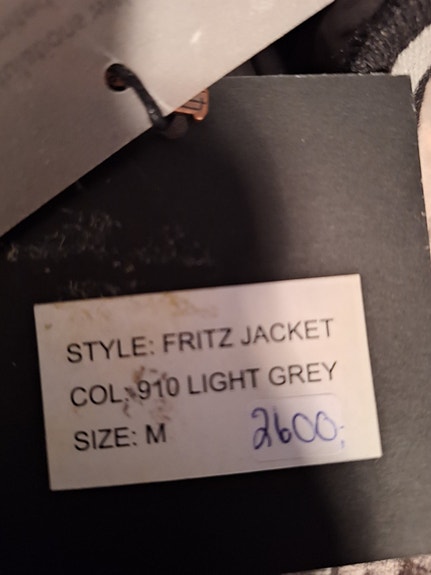 STYLE: FRITZ JACKET
COL: 910 LIGHT GREY
SIZE: M 2600;